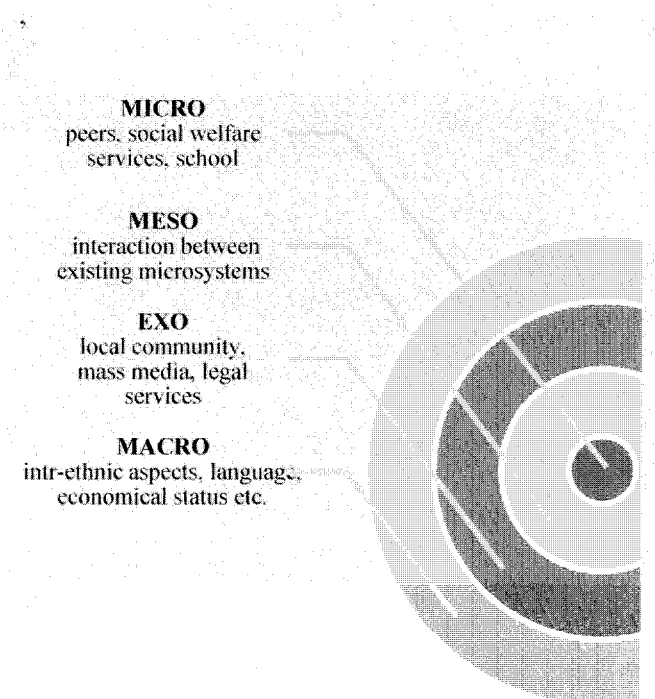 MICRO
peers, social welfare
services, school
MESO
interaction between
existing microsystems
EXO
local community,
mass media, legal
services
MACRO
intr-ethnic aspects, language,
economical status etc.